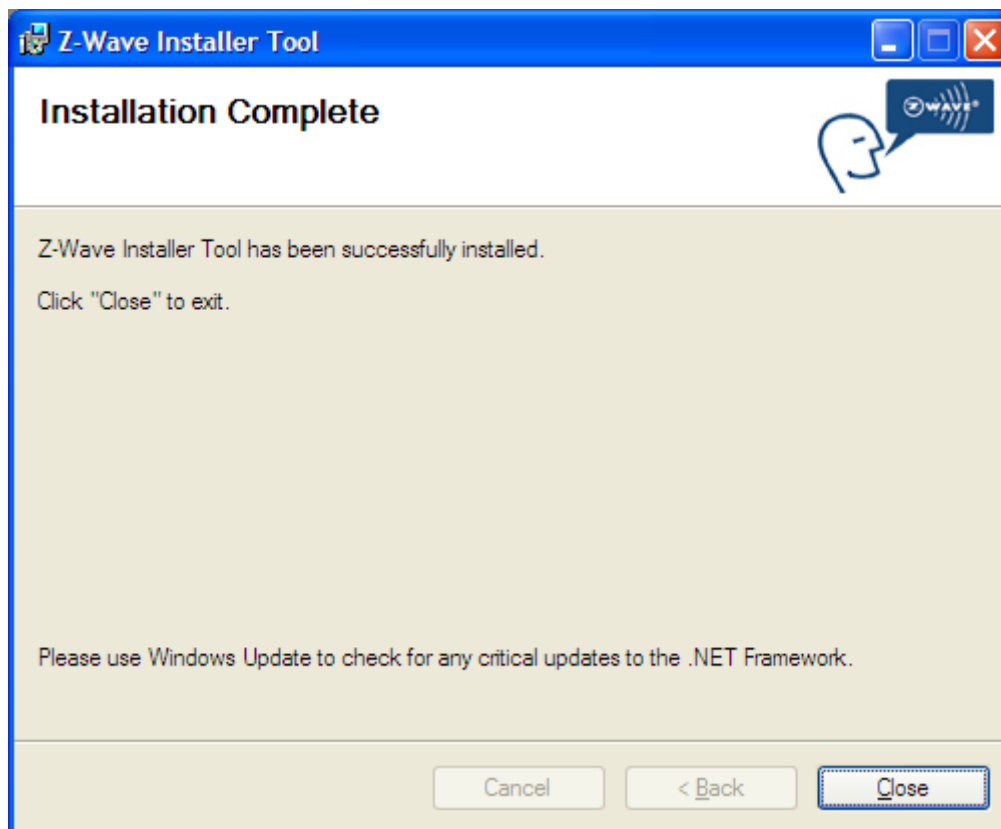 Z-Wave Installer Tool
Installation Complete
Z WAVE®
Z-Wave Installer Tool has been successfully installed.
Click "Close" to exit.
Please use Windows Update to check for any critical updates to the .NET Framework.
Cancel
< Back
Close